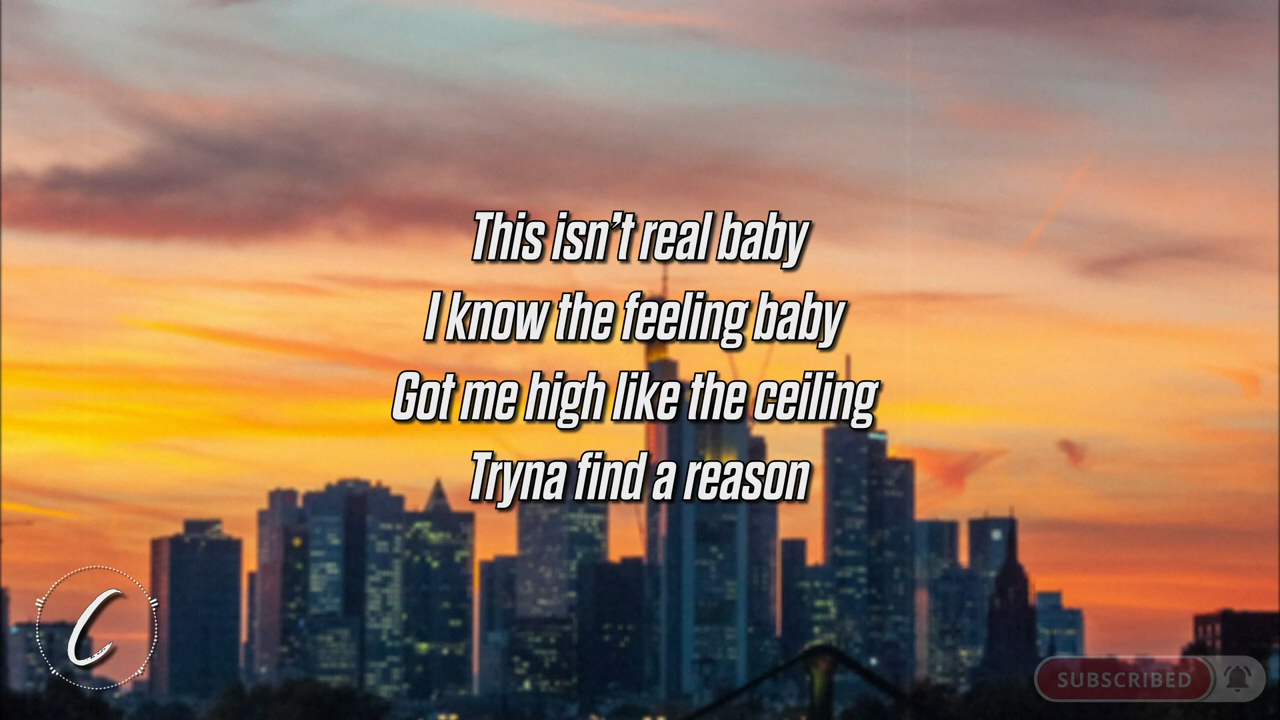 This isn't real baby
I know the feeling baby
Got me high like the ceiling
Tryna find a reason
C
SUBSCRIBED